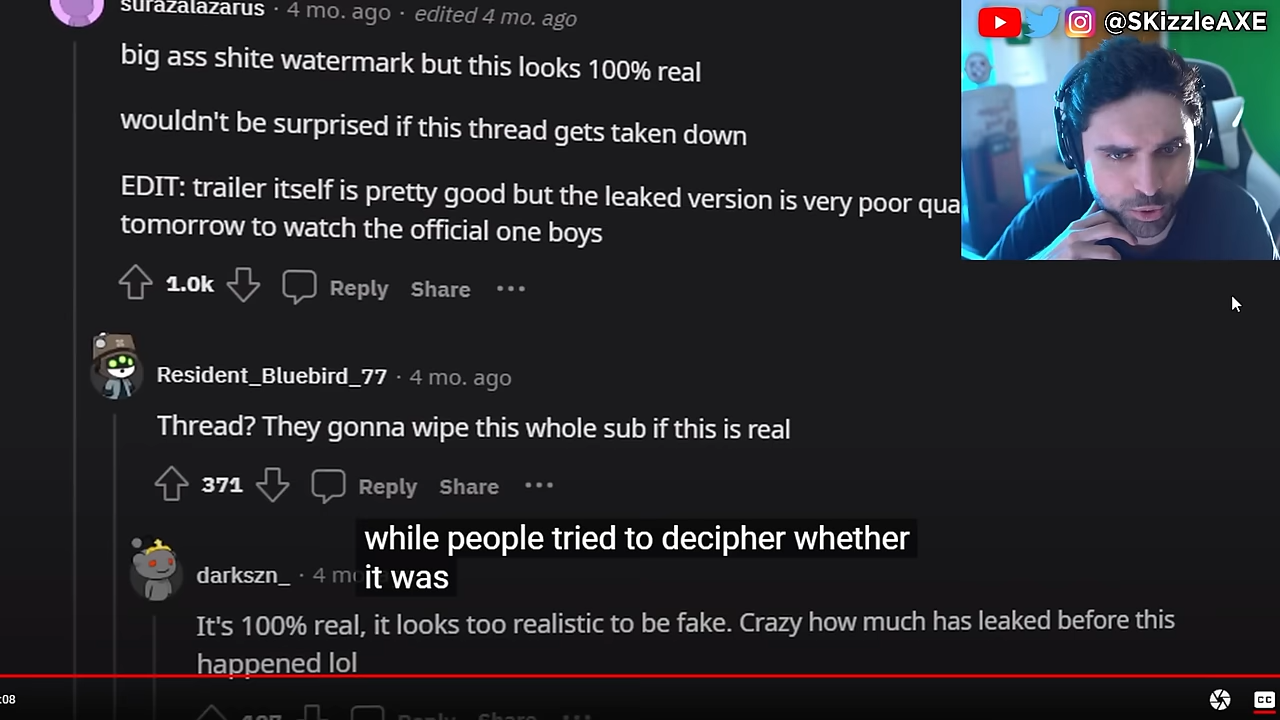 surazalazarus · 4 mo. ago · edited 4 mo. ago
@SKizzleAXE
big ass shite watermark but this looks 100% real
wouldn't be surprised if this thread gets taken down
EDIT: trailer itself is pretty good but the leaked version is very poor qua
tomorrow to watch the official one boys
1.0k Reply Share ···
Resident_Bluebird_77 · 4 mo. ago
Thread? They gonna wipe this whole sub if this is real
371 Reply Share ···
while people tried to decipher whether
it was
darkszn_ · 4 mo
It's 100% real, it looks too realistic to be fake. Crazy how much has leaked before this
happened lol
:08 CC
Reply Share ···